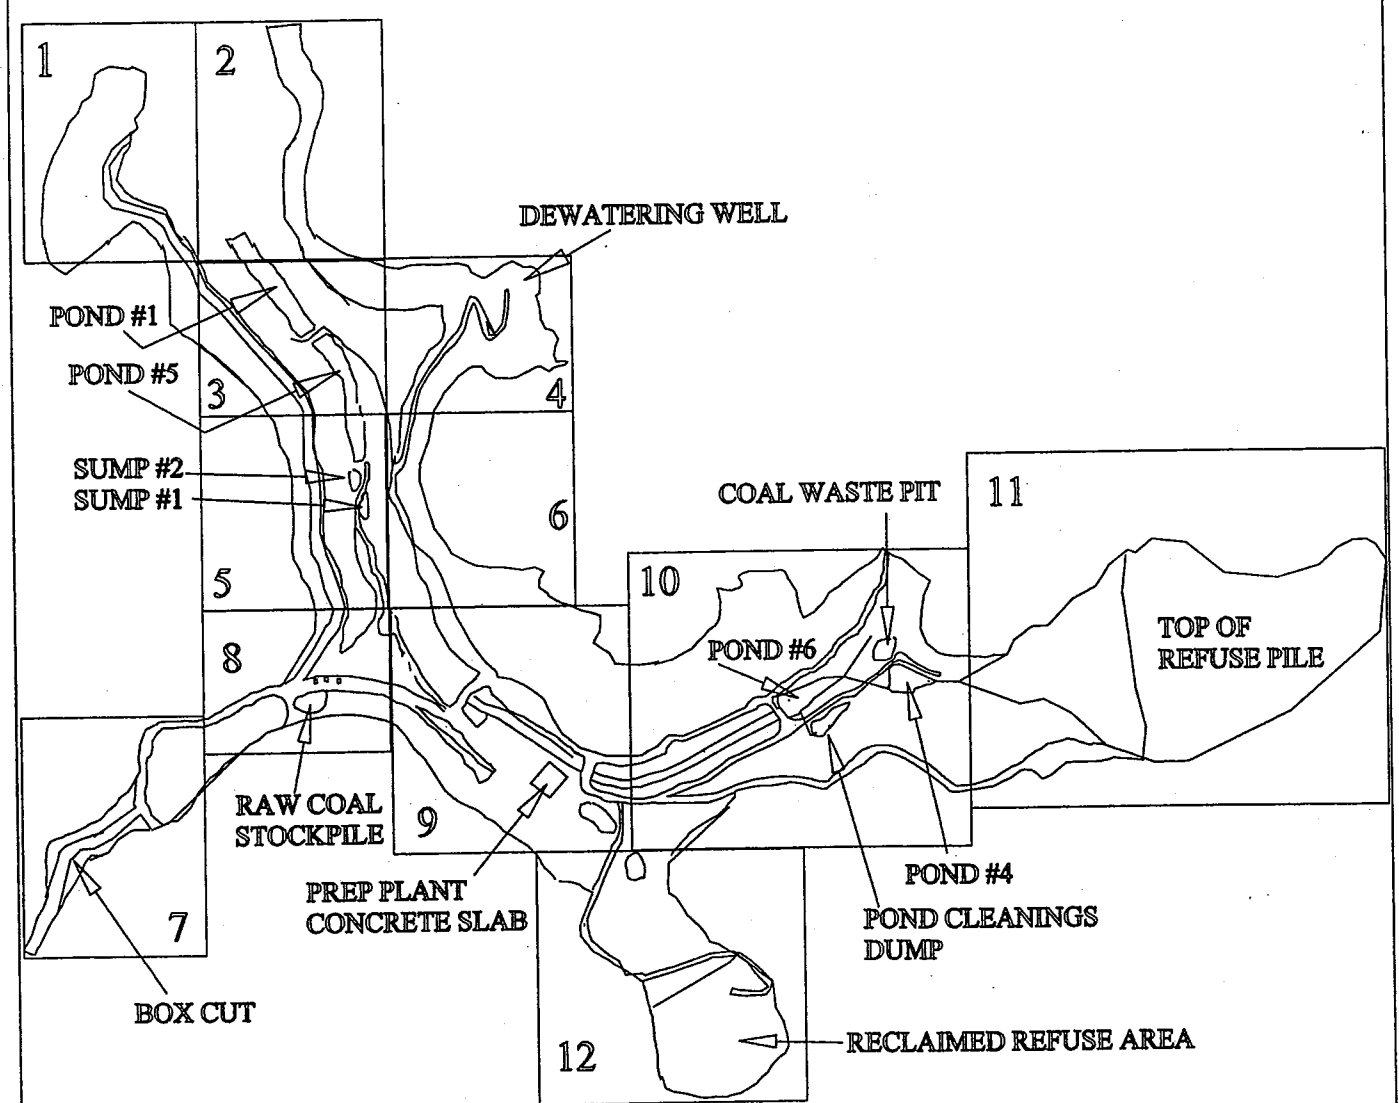 1
2
DEWATERING WELL
POND #1
POND #5
3
4
SUMP #2
SUMP #1
COAL WASTE PIT
11
6
5
10
8
POND #6
TOP OF
REFUSE PILE
RAW COAL
STOCKPILE
9
7
PREP PLANT
CONCRETE SLAB
POND #4
POND CLEANINGS
DUMP
BOX CUT
12
RECLAIMED REFUSE AREA